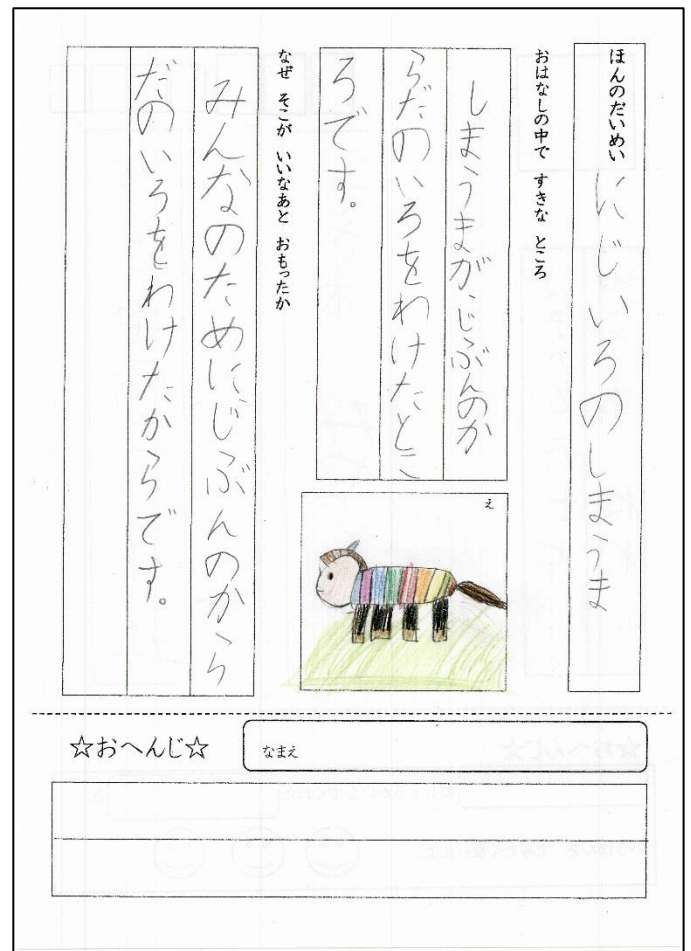 ほんのだいめい にじいろのしまうま
おはなしの中で すきな ところ
しまうまが、じぶんのか
らだのいろをわけたとこ
ろです。
え
なぜ そこが いいなあと おもったか
みんなのためにじぶんのから
だのいろをわけたからです。
☆おへんじ☆
なまえ